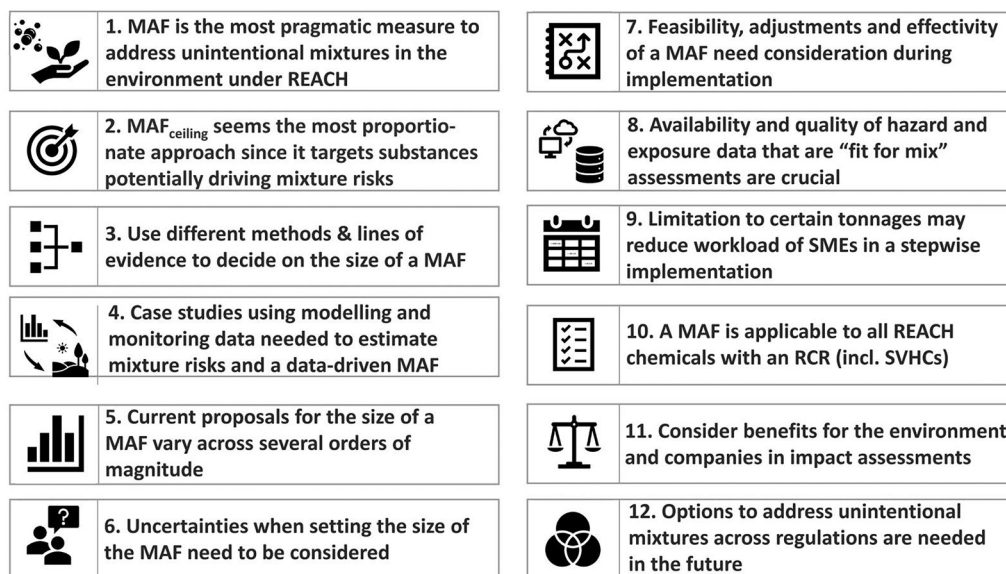 1. MAF is the most pragmatic measure to
address unintentional mixtures in the
environment under REACH
2. MAFceiling seems the most proportio-
nate approach since it targets substances
potentially driving mixture risks
3. Use different methods & lines of
evidence to decide on the size of a MAF
4. Case studies using modelling and
monitoring data needed to estimate
mixture risks and a data-driven MAF
5. Current proposals for the size of a
MAF vary across several orders of
magnitude
?
6. Uncertainties when setting the size of
the MAF need to be considered
7. Feasibility, adjustments and effectivity
of a MAF need consideration during
implementation
8. Availability and quality of hazard and
exposure data that are “fit for mix”
assessments are crucial
9. Limitation to certain tonnages may
reduce workload of SMEs in a stepwise
implementation
10. A MAF is applicable to all REACH
chemicals with an RCR (incl. SVHCs)
11. Consider benefits for the environment
and companies in impact assessments
12. Options to address unintentional
mixtures across regulations are needed
in the future